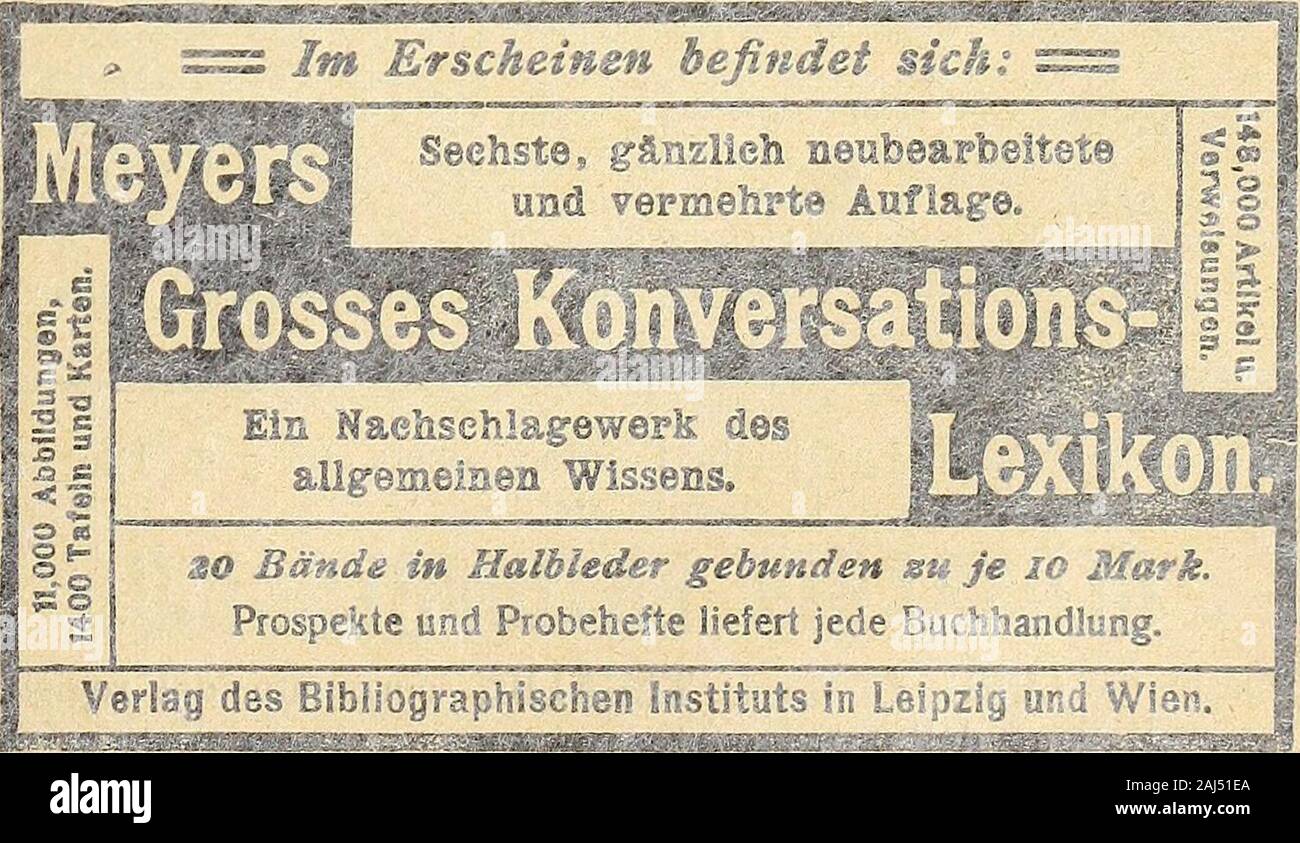 Im Erscheinen befindet sich:
Meyers
Sechste, gänzlich neubearbeitete
und vermehrte Auflage.
148,000 Artikel u.
Verweisungen.
Grosses Konversations-
11,000 Abbildungen,
1400 Tafeln und Karten.
Ein Nachschlagewerk des
allgemeinen Wissens.
Lexikon.
20 Bände in Halbleder gebunden zu je 10 Mark.
Prospekte und Probehefte liefert jede Buchhandlung.
Verlag des Bibliographischen Instituts in Leipzig und Wien.
alamy
Image ID: 2AJ51EA
www.alamy.com